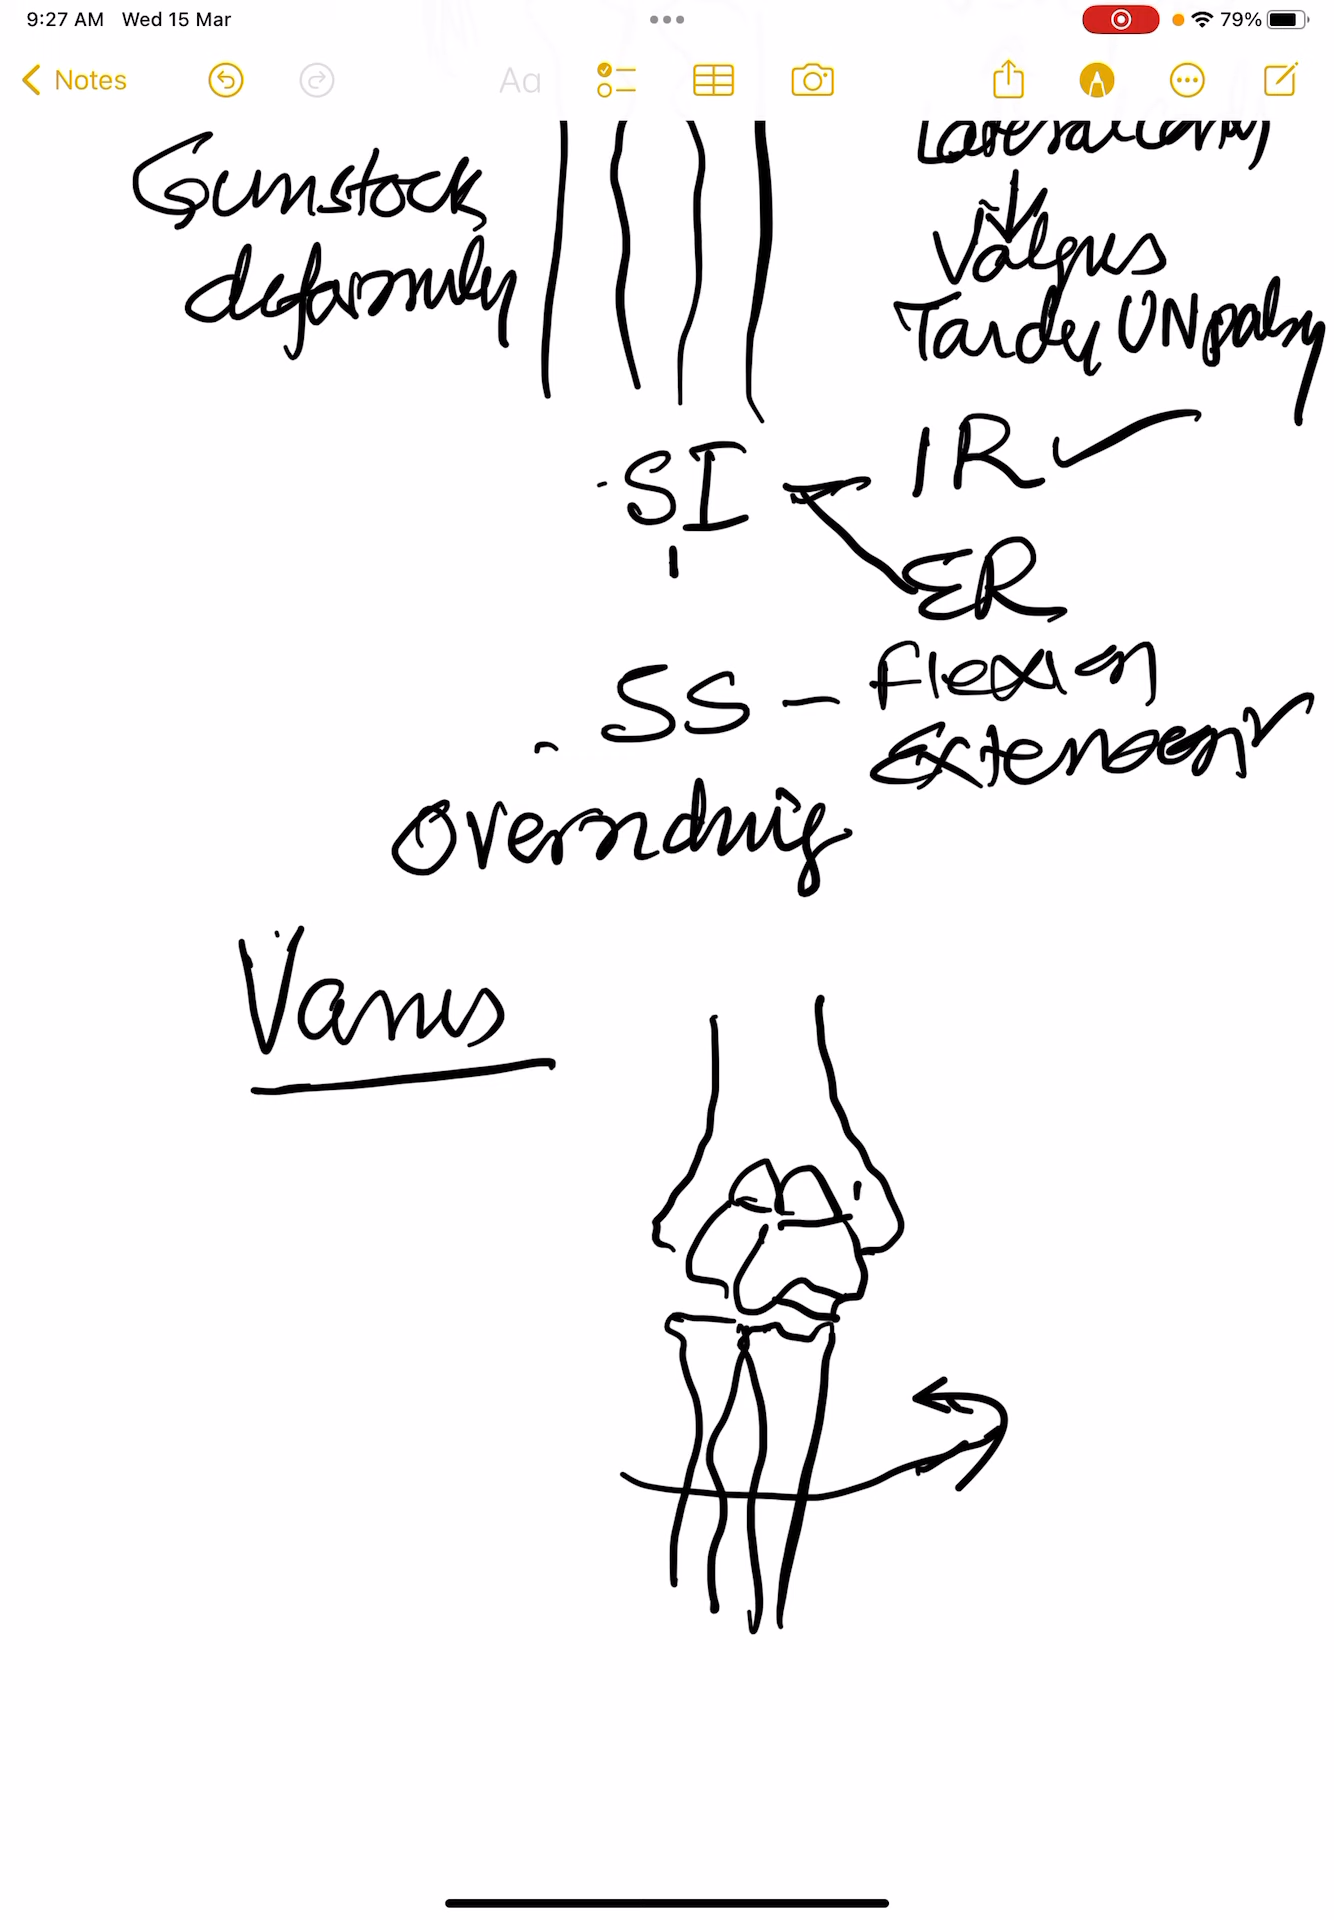 9:27 AM Wed 15 Mar
79%
Notes
Aa
Gunstock
deformity
Valgus
Tardy UN palsy
SI
IR ✓
ER
SS - flexion
Extension ✓
Overriding
Varus